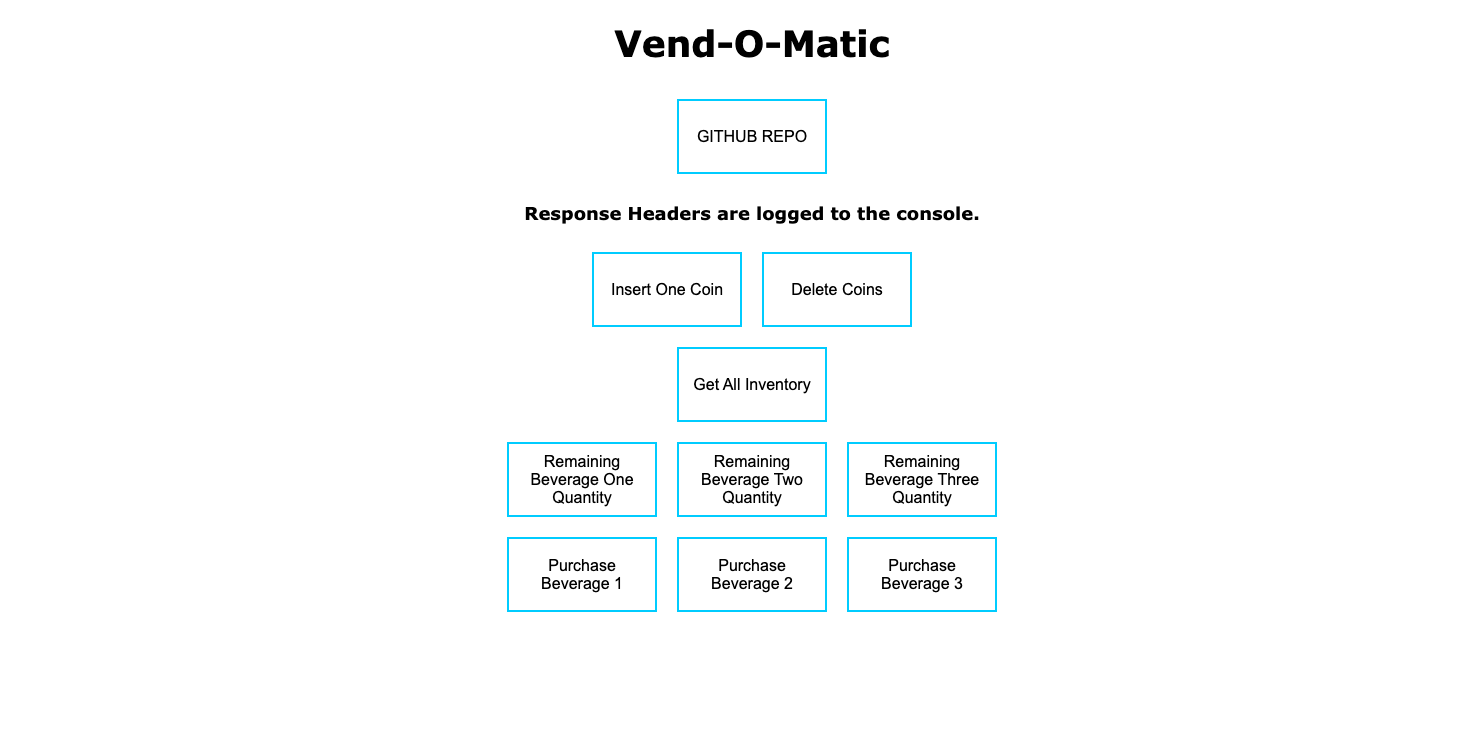 Vend-O-Matic
GITHUB REPO
Response Headers are logged to the console.
Insert One Coin
Delete Coins
Get All Inventory
Remaining
Beverage One
Quantity
Remaining
Beverage Two
Quantity
Remaining
Beverage Three
Quantity
Purchase
Beverage 1
Purchase
Beverage 2
Purchase
Beverage 3